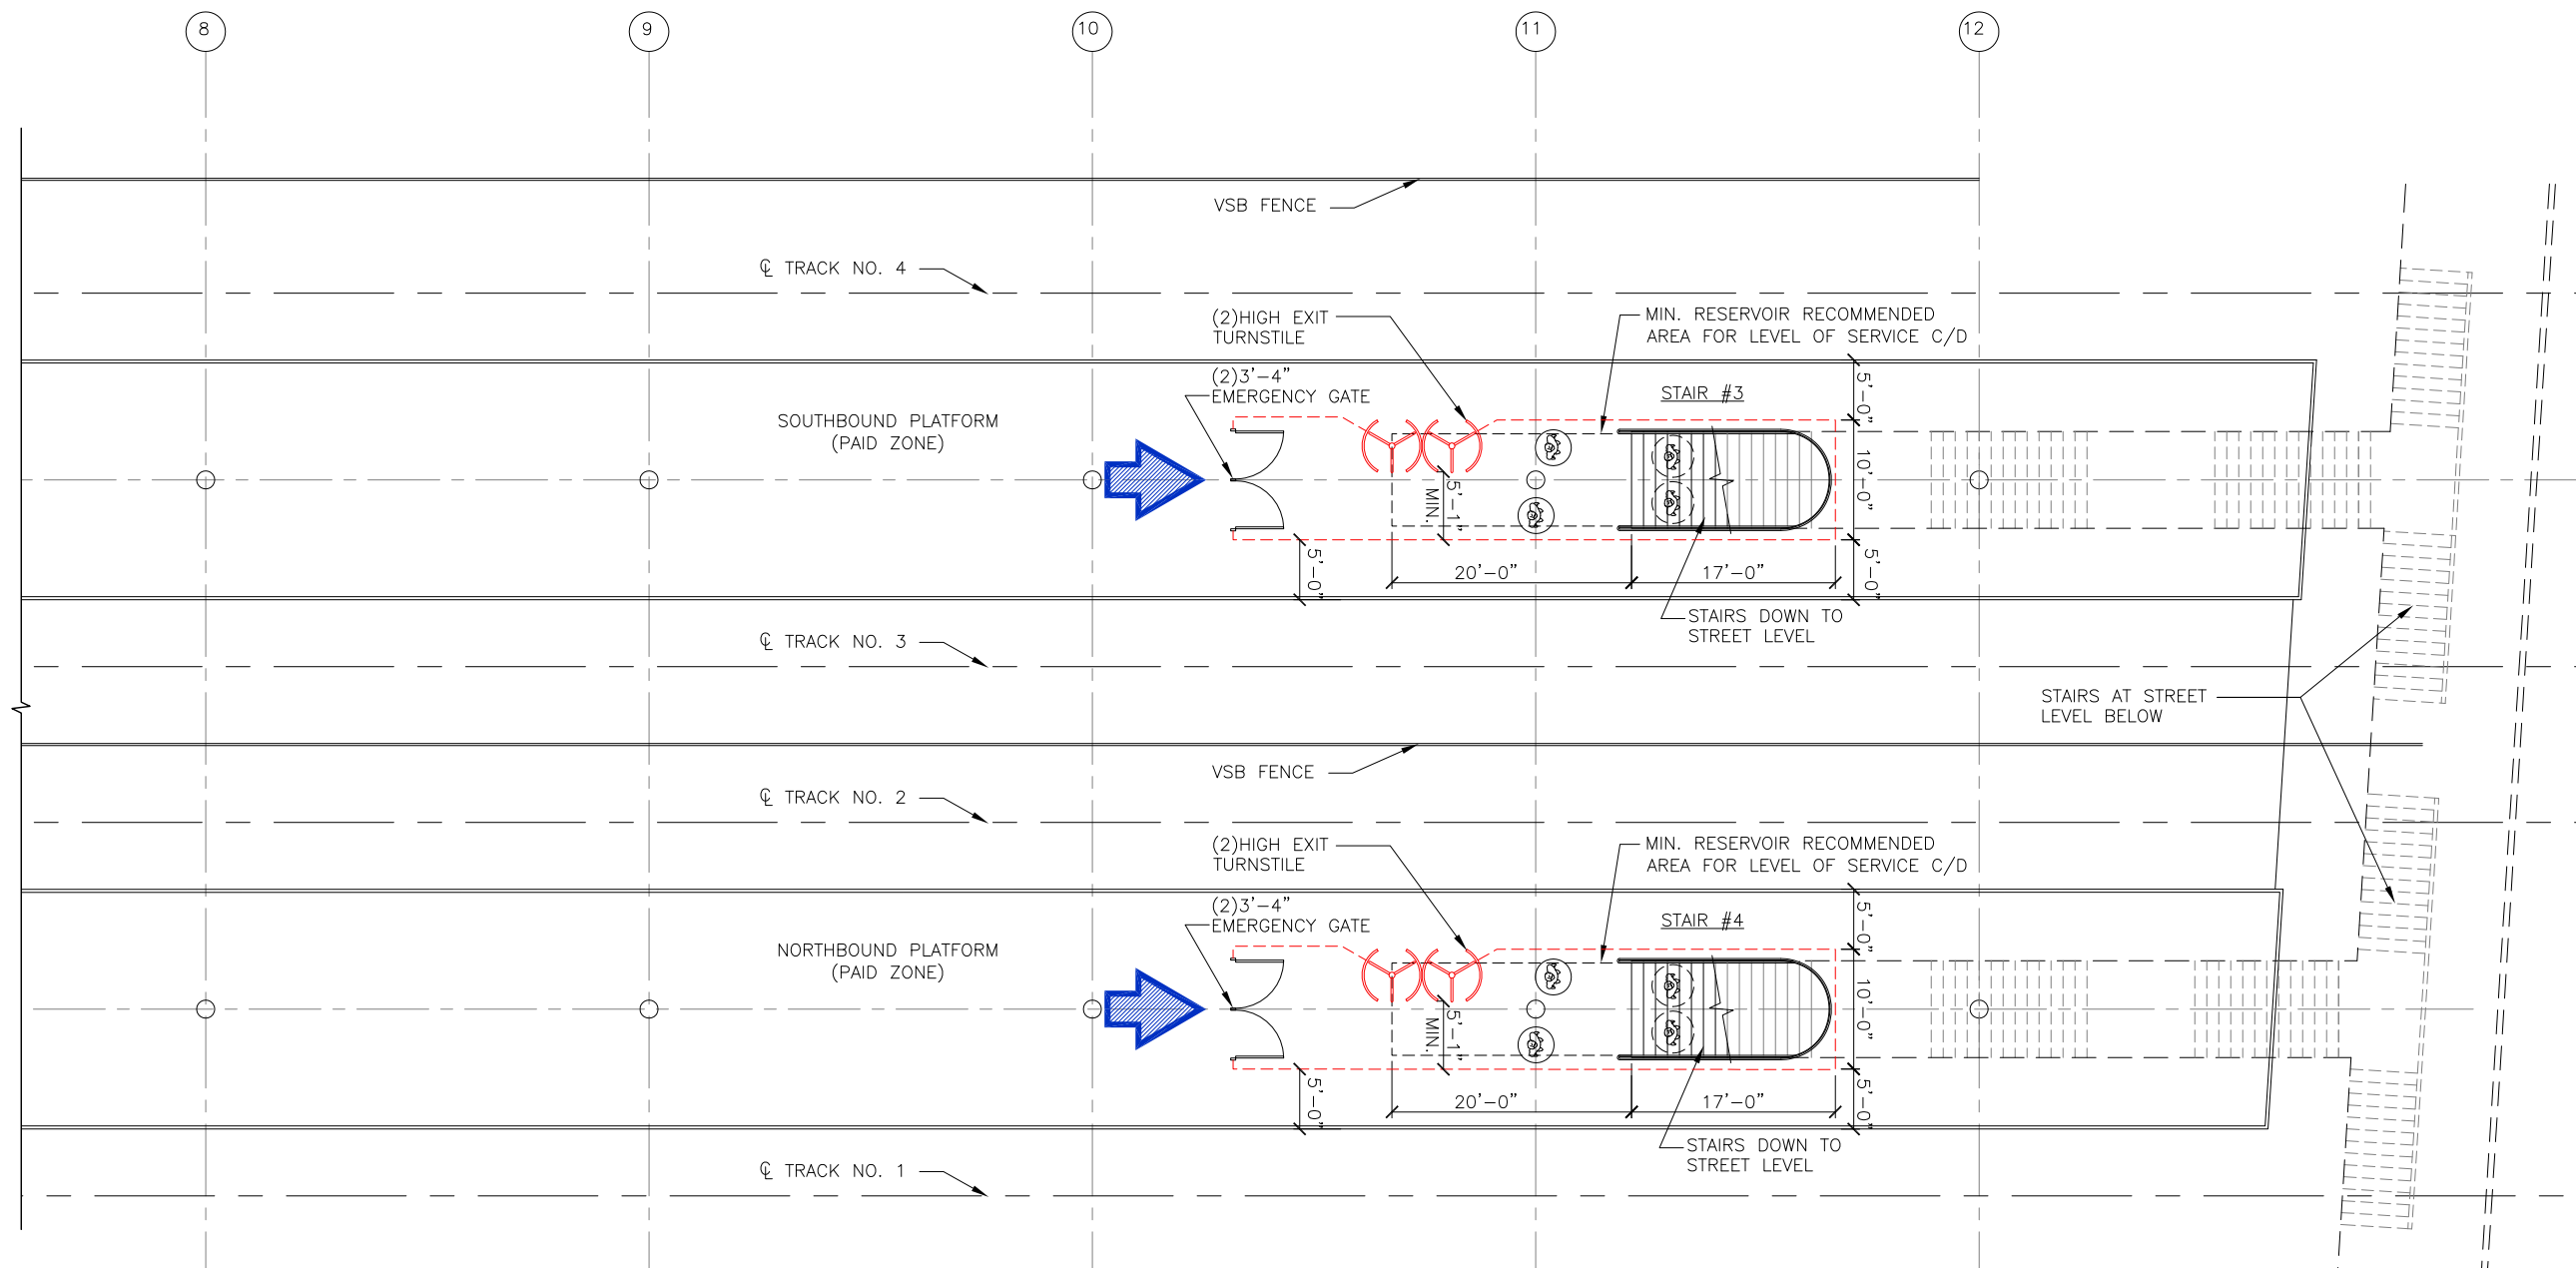 8
9
10
11
12
VSB FENCE
℄ TRACK NO. 4
(2)HIGH EXIT
TURNSTILE
MIN. RESERVOIR RECOMMENDED
AREA FOR LEVEL OF SERVICE C/D
(2)3'-4"
EMERGENCY GATE
STAIR #3
5'-0"
SOUTHBOUND PLATFORM
(PAID ZONE)
10'-0"
5'-1"
MIN.
5'-0"
20'-0"
17'-0"
5'-0"
STAIRS DOWN TO
STREET LEVEL
℄ TRACK NO. 3
STAIRS AT STREET
LEVEL BELOW
VSB FENCE
℄ TRACK NO. 2
(2)HIGH EXIT
TURNSTILE
MIN. RESERVOIR RECOMMENDED
AREA FOR LEVEL OF SERVICE C/D
(2)3'-4"
EMERGENCY GATE
STAIR #4
5'-0"
NORTHBOUND PLATFORM
(PAID ZONE)
10'-0"
5'-1"
MIN.
5'-0"
20'-0"
17'-0"
5'-0"
STAIRS DOWN TO
STREET LEVEL
℄ TRACK NO. 1